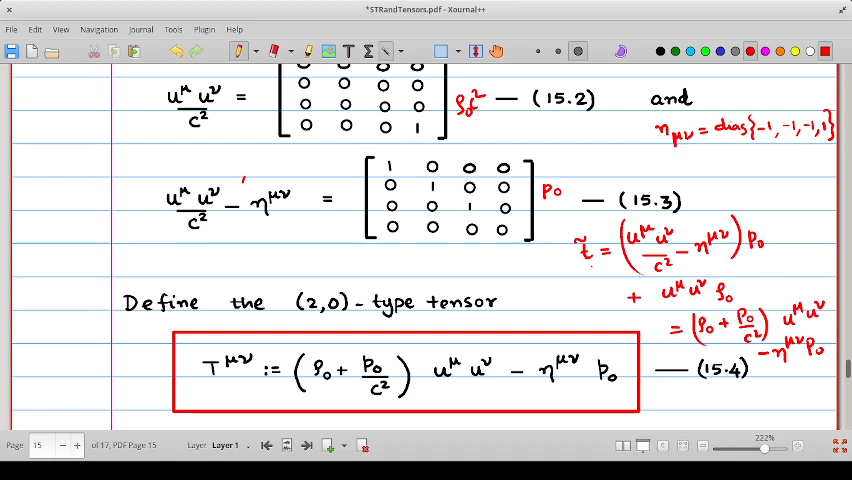 *STRandTensors.pdf - Xournal++
File Edit View Navigation Journal Tools Plugin Help
0 0 0 0
0 0 0 0
0 0 0 0
u^μ u^ν / c² = 0 0 0 0 ρ₀c² — (15.2) and
0 0 0 1
η_μν = diag{-1, -1, -1, 1}
1 0 0 0
0 1 0 0
u^μ u^ν / c² – η^μν = 0 0 1 0 p₀ — (15.3)
0 0 0 0
t̃ = (u^μ u^ν / c² – η^μν) p₀
+ u^μ u^ν ρ₀
= (ρ₀ + p₀/c²) u^μ u^ν
– η^μν p₀
Define the (2,0) - type tensor
T^μν := (ρ₀ + p₀/c²) u^μ u^ν – η^μν p₀ — (15.4)
Page 15 of 17, PDF Page 15 Layer Layer 1 222%